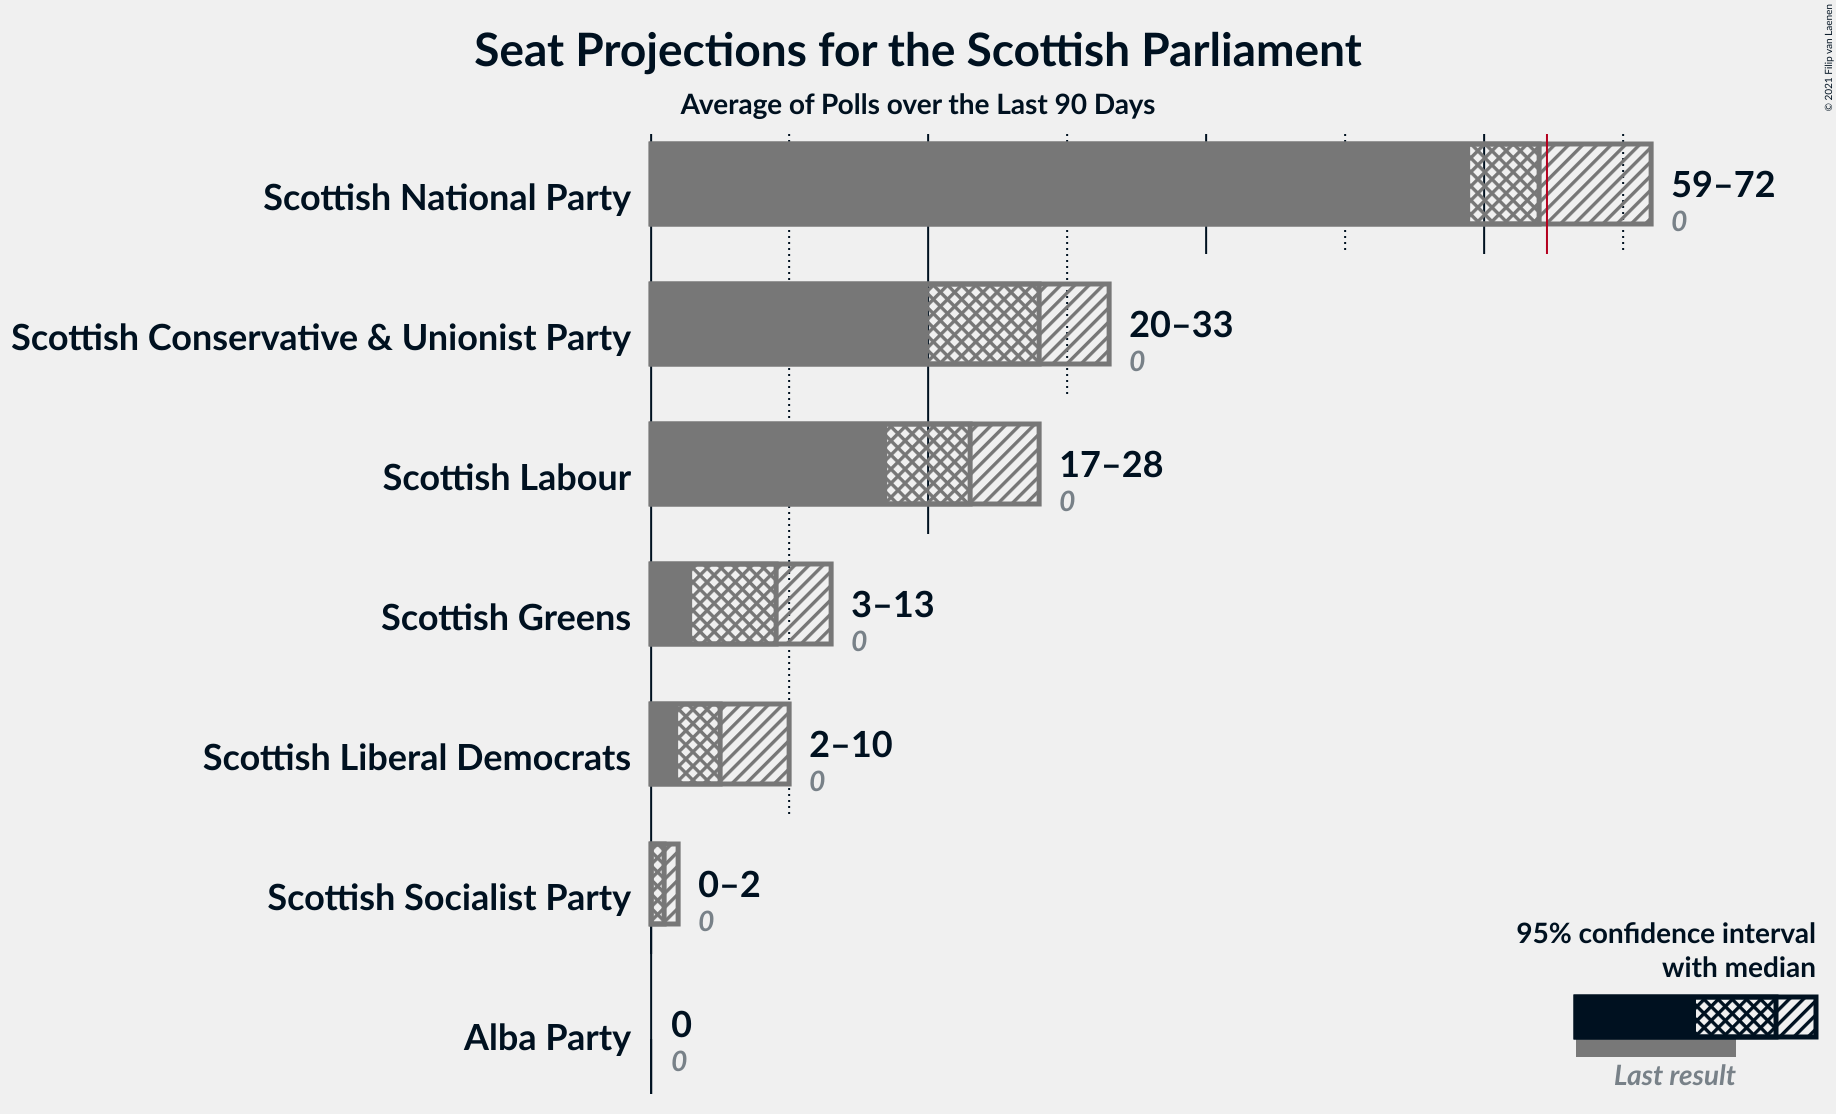 Seat Projections for the Scottish Parliament
Average of Polls over the Last 90 Days
© 2021 Filip van Laenen
Scottish National Party
59–72
0
Scottish Conservative & Unionist Party
20–33
0
Scottish Labour
17–28
0
Scottish Greens
3–13
0
Scottish Liberal Democrats
2–10
0
Scottish Socialist Party
0–2
0
Alba Party
0
0
95% confidence interval
with median
Last result